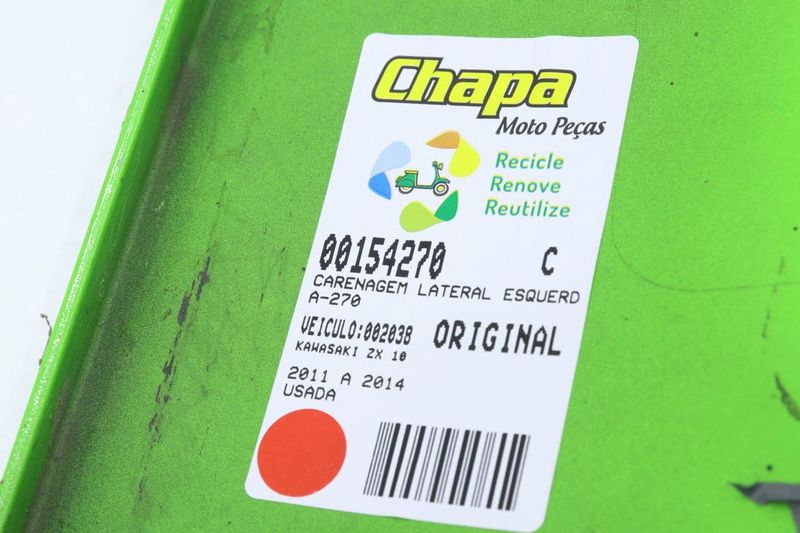 Chapa
Moto Peças
Recicle
Renove
Reutilize
00154270 C
CARENAGEM LATERAL ESQUERD
A-270
VEICULO:002038 ORIGINAL
KAWASAKI ZX 10
2011 A 2014
USADA